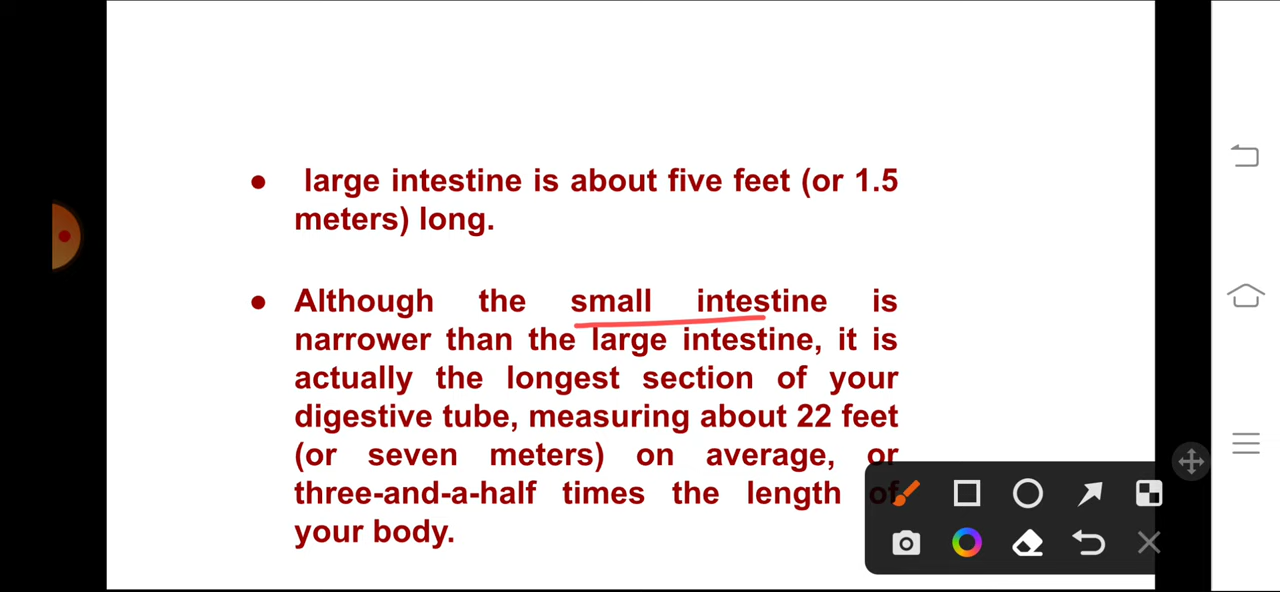 large intestine is about five feet (or 1.5
meters) long.
Although the small intestine is
narrower than the large intestine, it is
actually the longest section of your
digestive tube, measuring about 22 feet
(or seven meters) on average, or
three-and-a-half times the length of
your body.